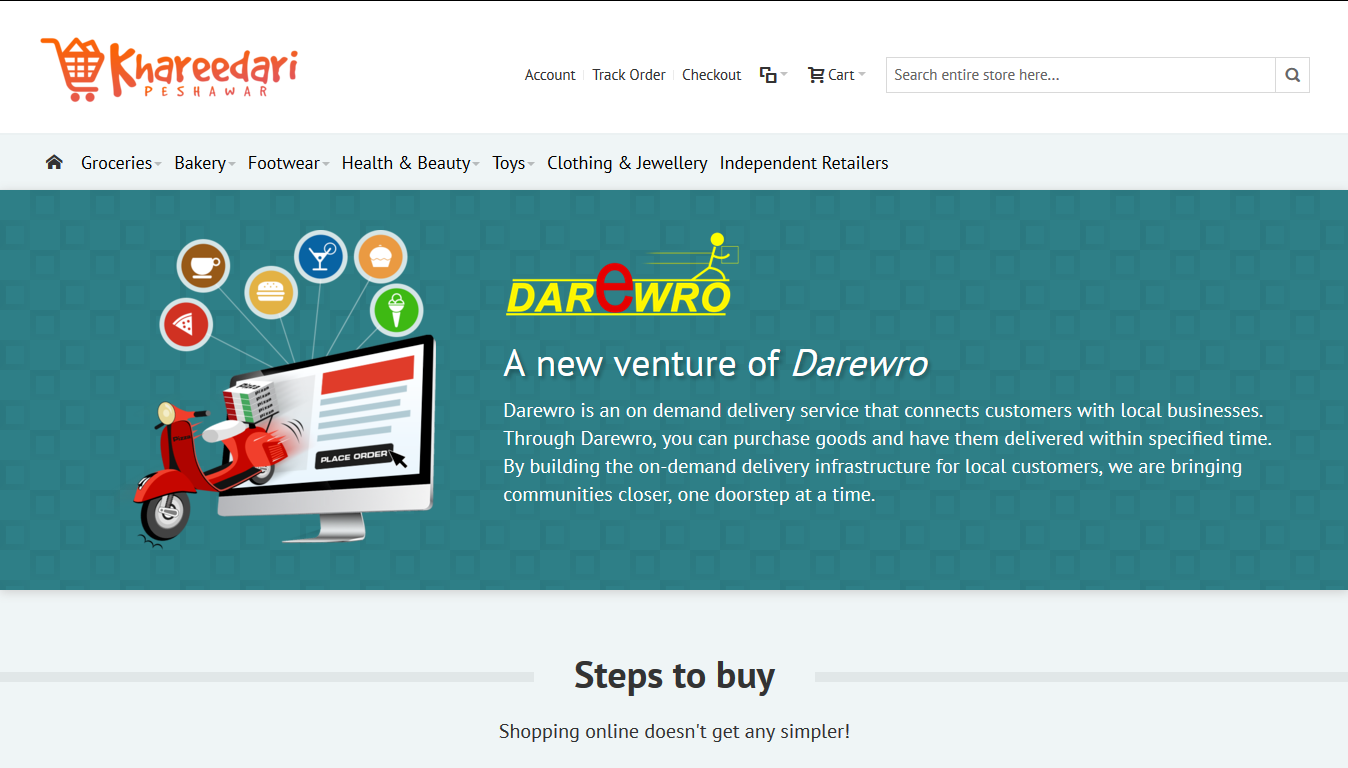 Khareedari
PESHAWAR
Account Track Order Checkout Cart Search entire store here...
Groceries Bakery Footwear Health & Beauty Toys Clothing & Jewellery Independent Retailers
DAReWRO
A new venture of Darewro
Darewro is an on demand delivery service that connects customers with local businesses.
Through Darewro, you can purchase goods and have them delivered within specified time.
By building the on-demand delivery infrastructure for local customers, we are bringing
communities closer, one doorstep at a time.
PLACE ORDER
Steps to buy
Shopping online doesn't get any simpler!